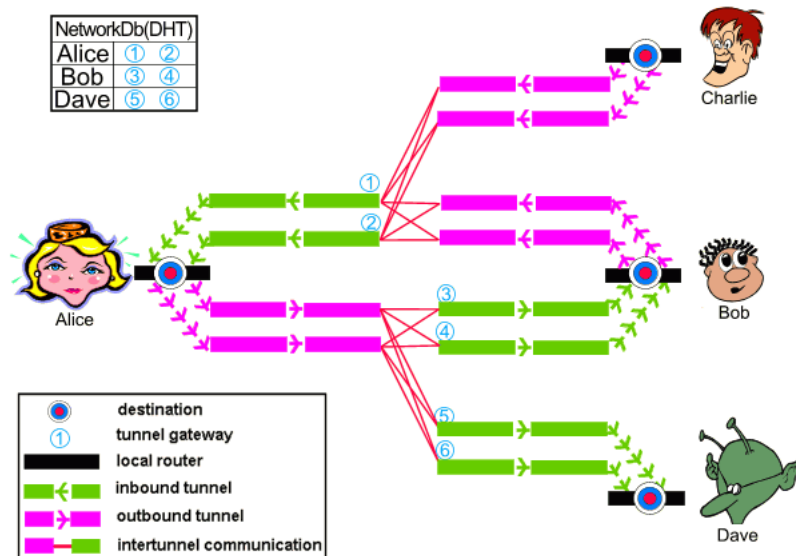 NetworkDb(DHT)
Alice 1 2
Bob 3 4
Dave 5 6
Charlie
1
2
Alice
3
4
Bob
5
6
Dave
destination
1 tunnel gateway
local router
inbound tunnel
outbound tunnel
intertunnel communication